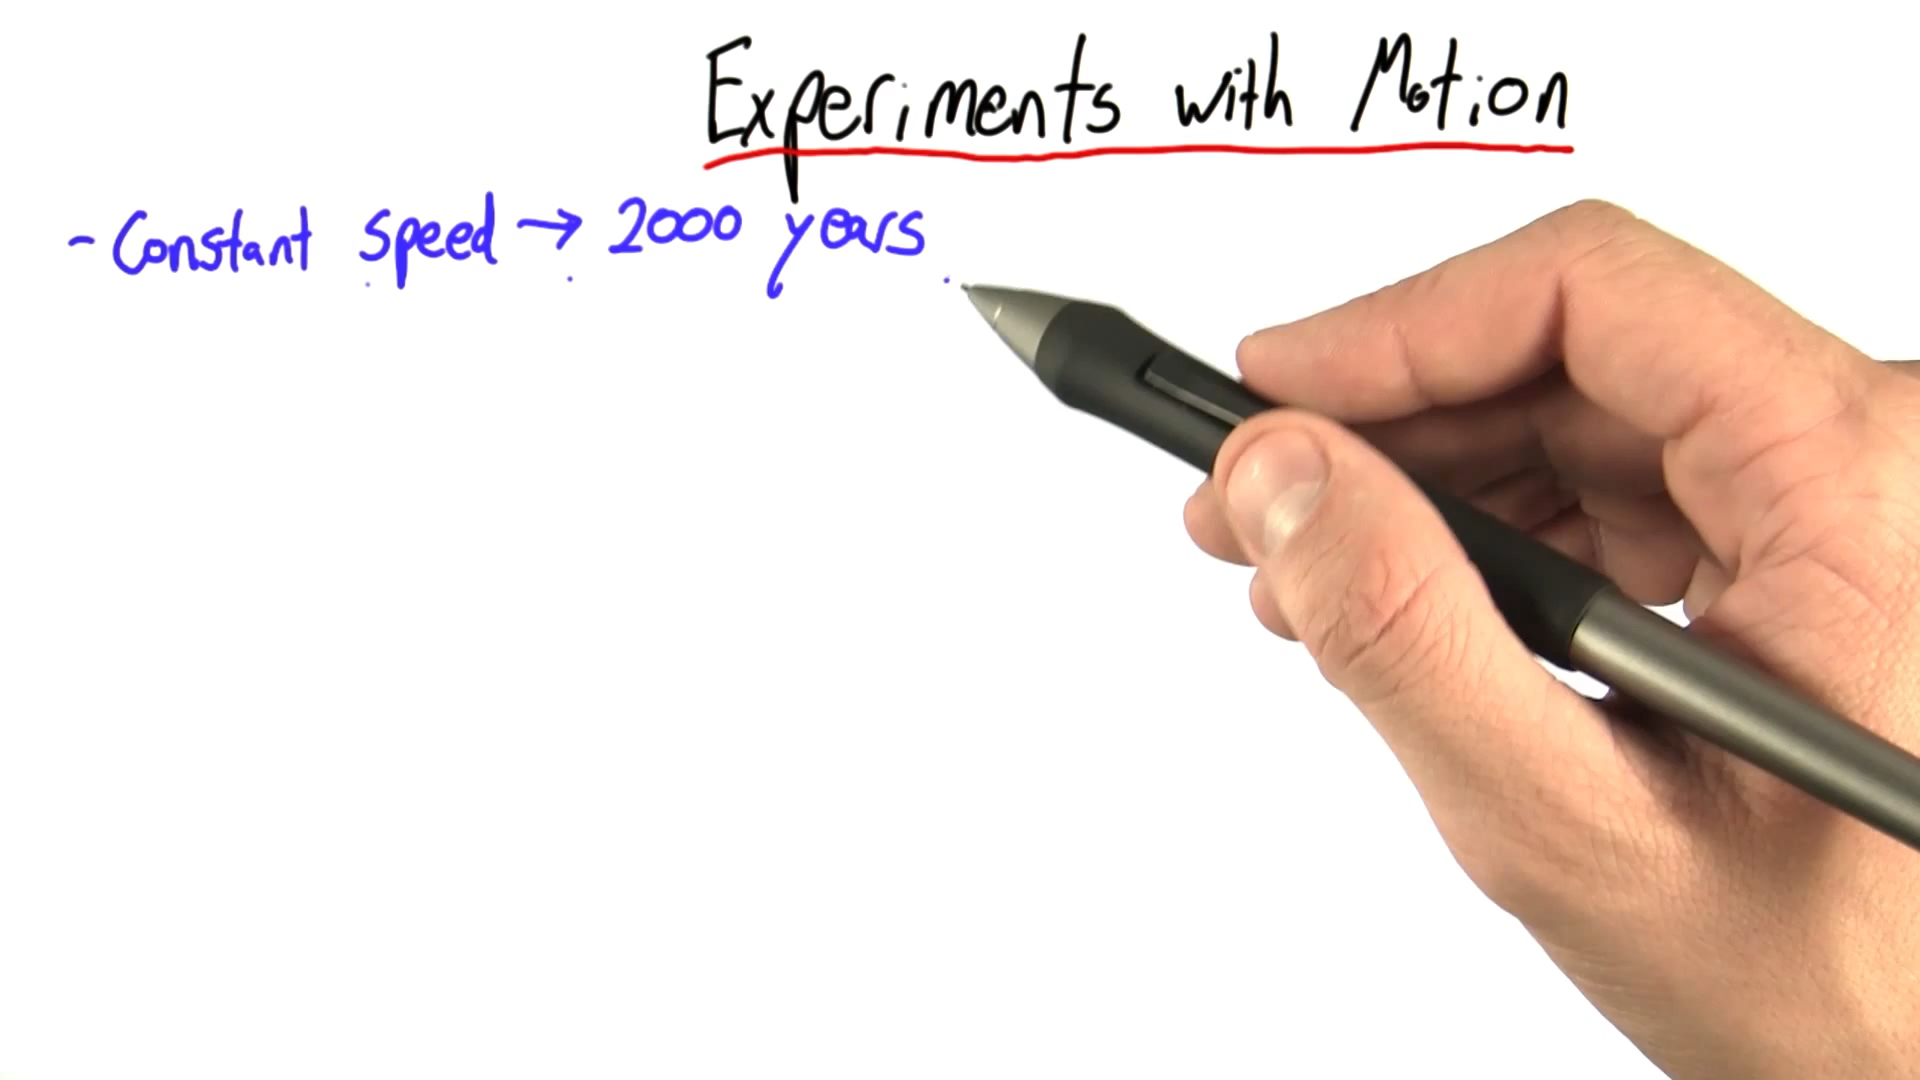 Experiments with Motion
- Constant speed → 2000 years